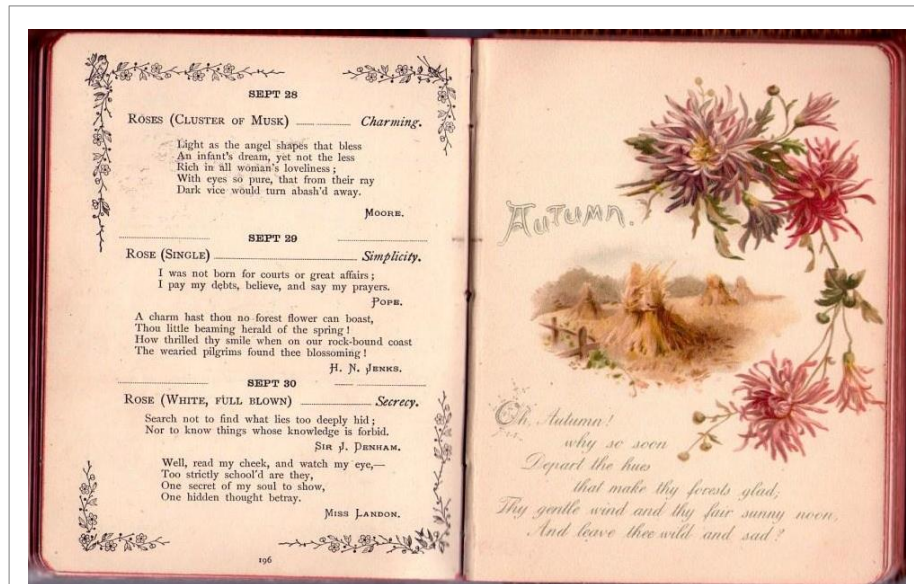 SEPT 28
ROSES (CLUSTER OF MUSK) Charming.
Light as the angel shapes that bless
An infant's dream, yet not the less
Rich in all woman's loveliness;
With eyes so pure, that from their ray
Dark vice would turn abash'd away.
MOORE.
SEPT 29
ROSE (SINGLE) Simplicity.
I was not born for courts or great affairs;
I pay my debts, believe, and say my prayers.
POPE.
A charm hast thou no forest flower can boast,
Thou little beaming herald of the spring!
How thrilled thy smile when on our rock-bound coast
The wearied pilgrims found thee blossoming!
H. N. JENKS.
SEPT 30
ROSE (WHITE, FULL BLOWN) Secrecy.
Search not to find what lies too deeply hid;
Nor to know things whose knowledge is forbid.
SIR J. DENHAM.
Well, read my cheek, and watch my eye,—
Too strictly school'd are they,
One secret of my soul to show,
One hidden thought betray.
MISS LANDON.
196
AUTUMN.
Oh, Autumn!
why so soon
Depart the hues
that make thy forests glad;
Thy gentle wind and thy fair sunny noon,
And leave thee wild and sad?